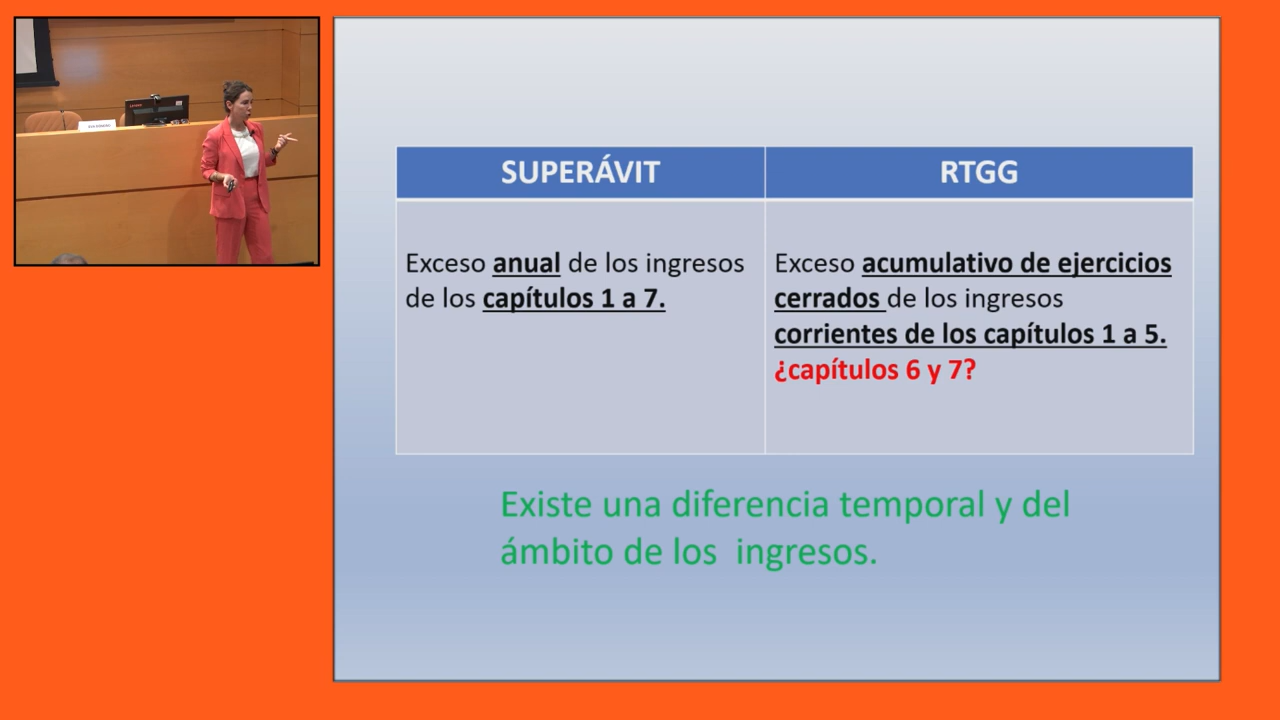 SUPERÁVIT
RTGG
Exceso anual de los ingresos
de los capítulos 1 a 7.
Exceso acumulativo de ejercicios
cerrados de los ingresos
corrientes de los capítulos 1 a 5.
¿capítulos 6 y 7?
Existe una diferencia temporal y del
ámbito de los ingresos.